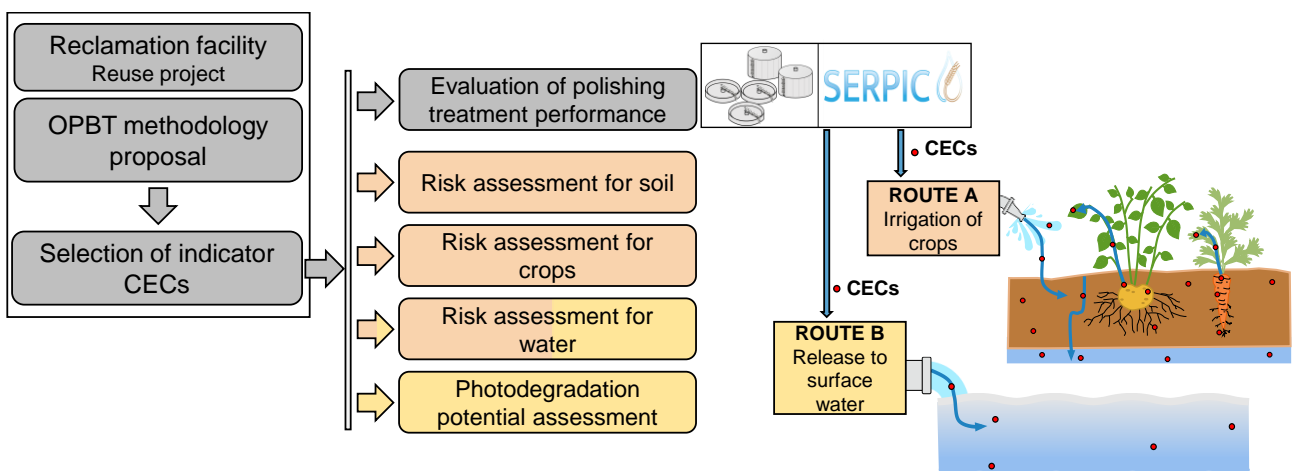 Reclamation facility
Reuse project
OPBT methodology
proposal
Selection of indicator
CECs
Evaluation of polishing
treatment performance
Risk assessment for soil
Risk assessment for
crops
Risk assessment for
water
Photodegradation
potential assessment
SERPIC
CECs
ROUTE A
Irrigation of
crops
CECs
ROUTE B
Release to
surface
water